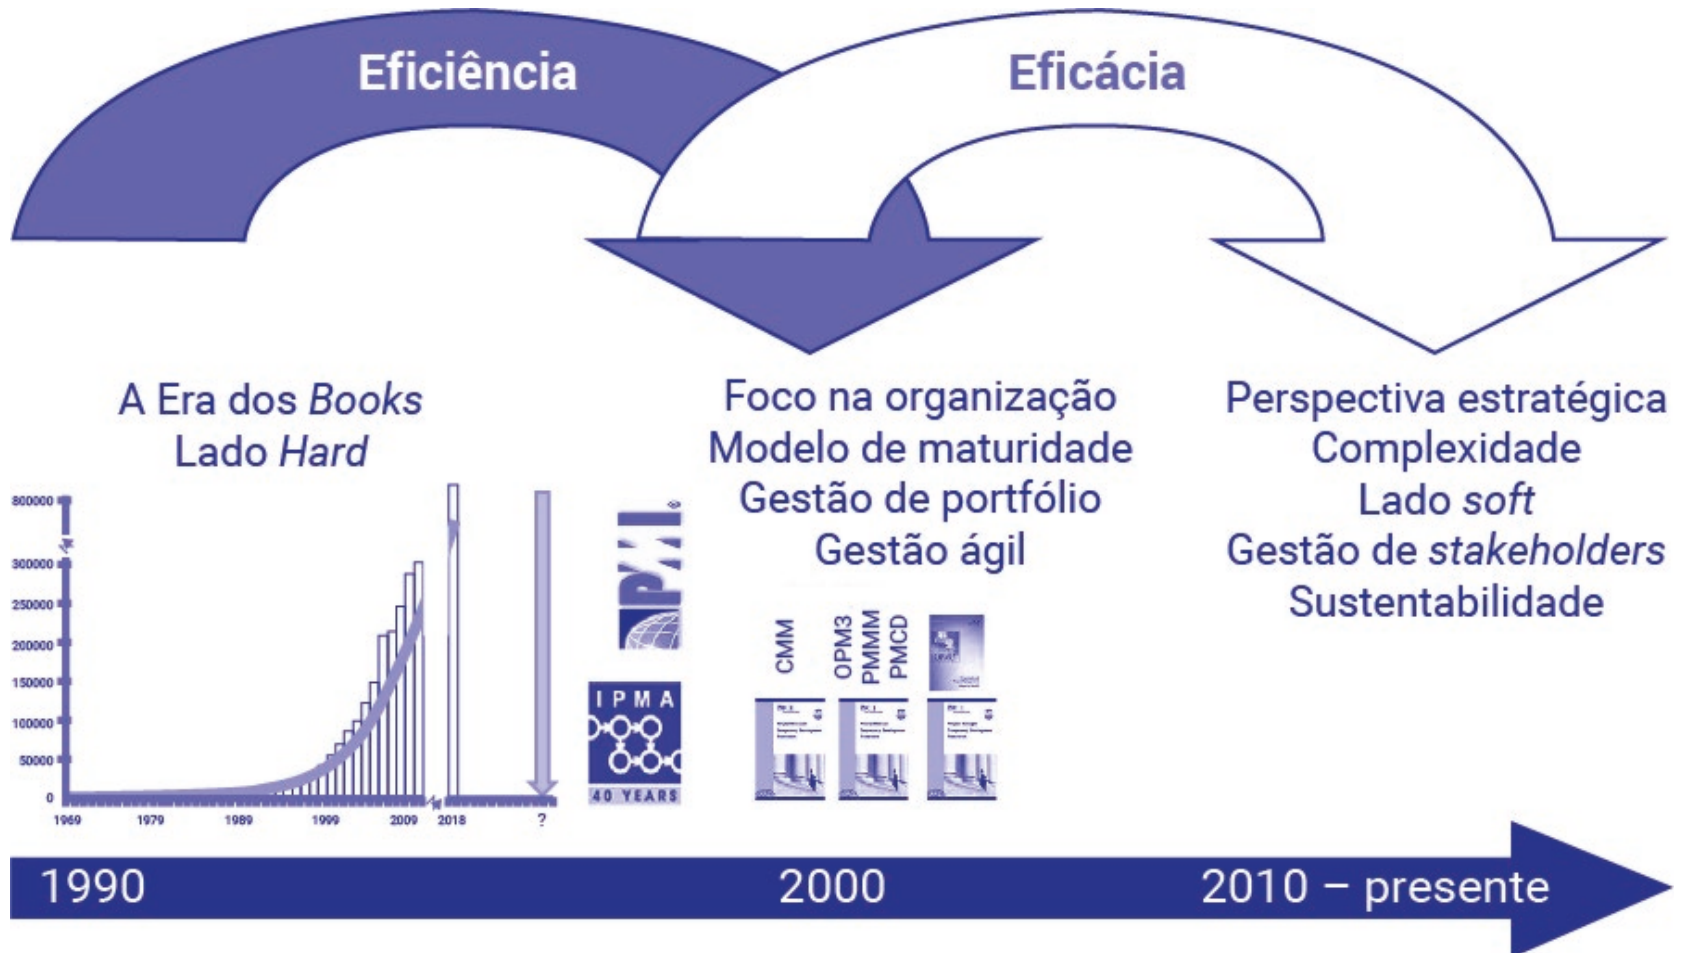 Eficiência
Eficácia
A Era dos Books
Lado Hard
Foco na organização
Modelo de maturidade
Gestão de portfólio
Gestão ágil
Perspectiva estratégica
Complexidade
Lado soft
Gestão de stakeholders
Sustentabilidade
800000
300000
250000
200000
150000
100000
50000
0
1969
1979
1989
1999
2009
2018
?
PMI
IPMA
40 YEARS
CMM
OPM3
PMMM
PMCD
1990
2000
2010 – presente